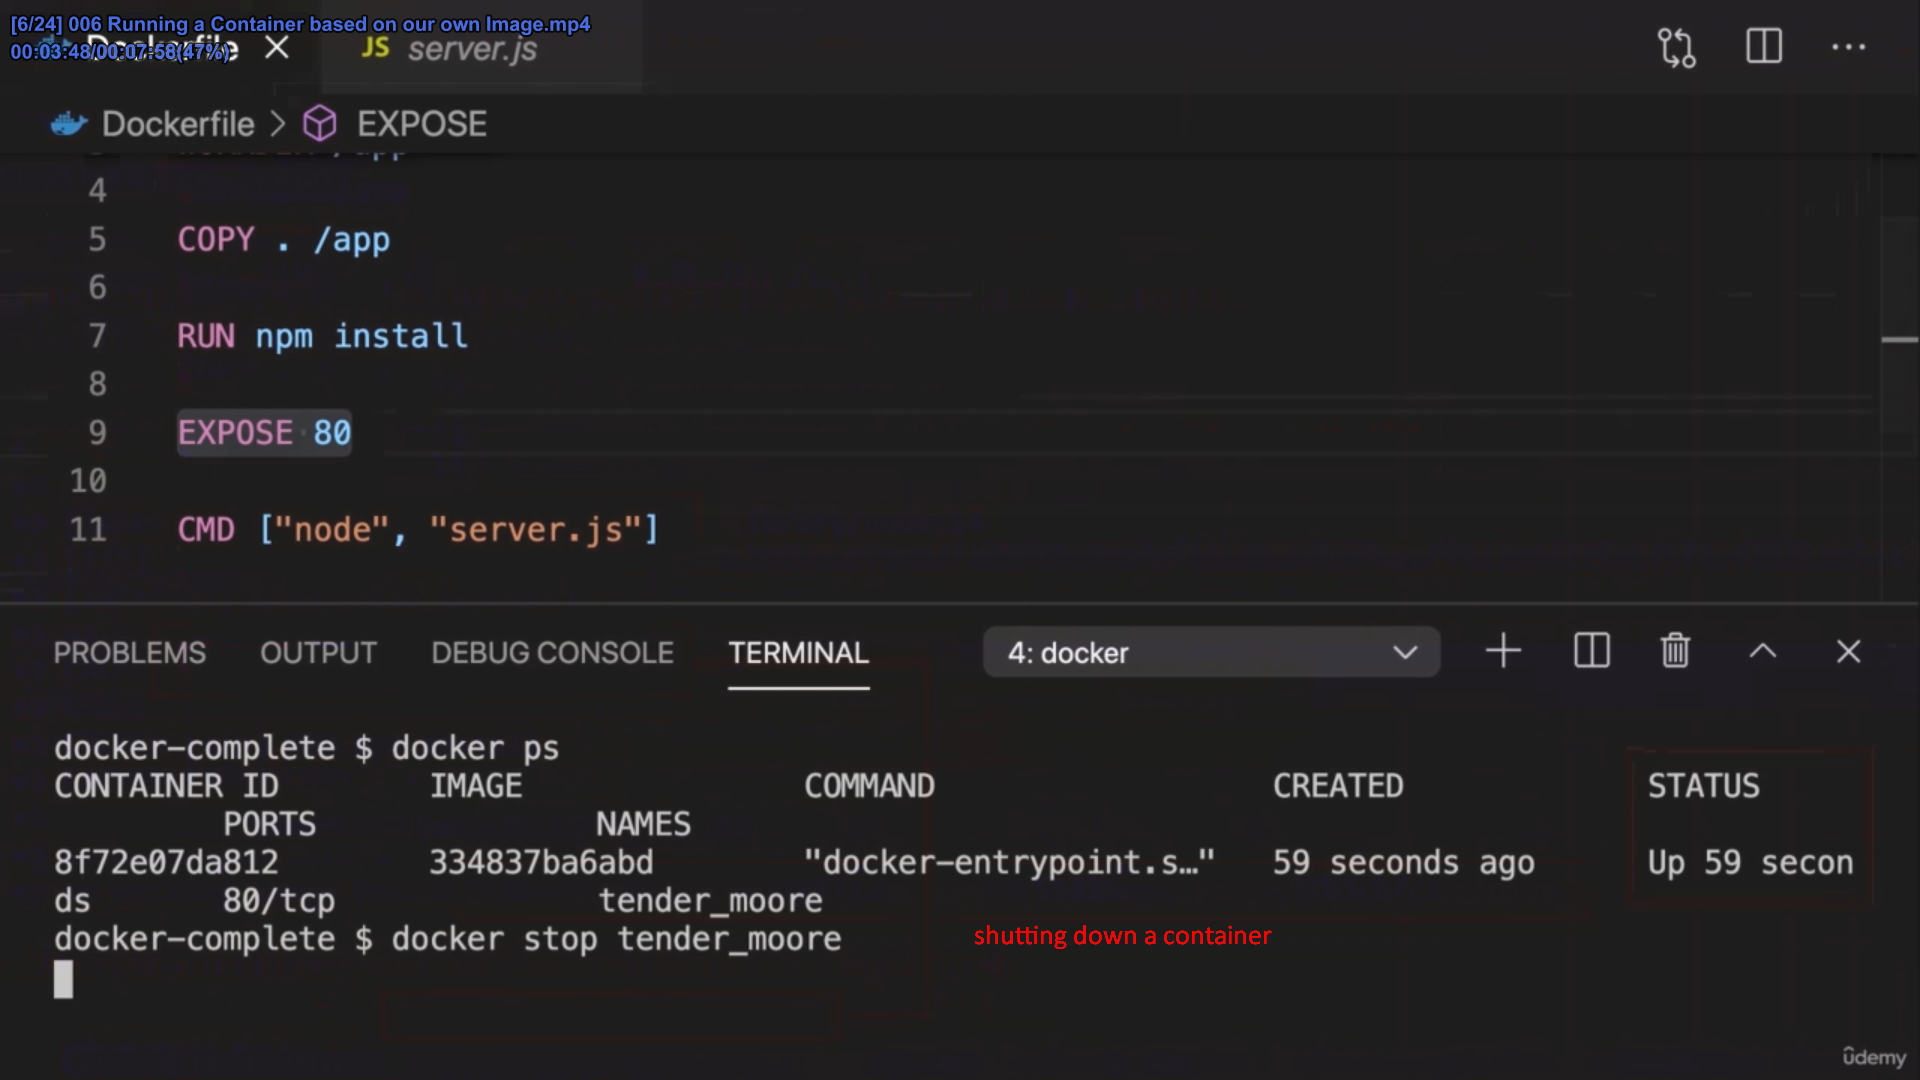 [6/24] 006 Running a Container based on our own Image.mp4
00:03:48/00:07:58(47%)
Dockerfile JS server.js
Dockerfile > EXPOSE
4
5 COPY . /app
6
7 RUN npm install
8
9 EXPOSE 80
10
11 CMD ["node", "server.js"]
PROBLEMS OUTPUT DEBUG CONSOLE TERMINAL 4: docker
docker-complete $ docker ps
CONTAINER ID IMAGE COMMAND CREATED STATUS
PORTS NAMES
8f72e07da812 334837ba6abd "docker-entrypoint.s…" 59 seconds ago Up 59 secon
ds 80/tcp tender_moore
docker-complete $ docker stop tender_moore shutting down a container
ûdemy